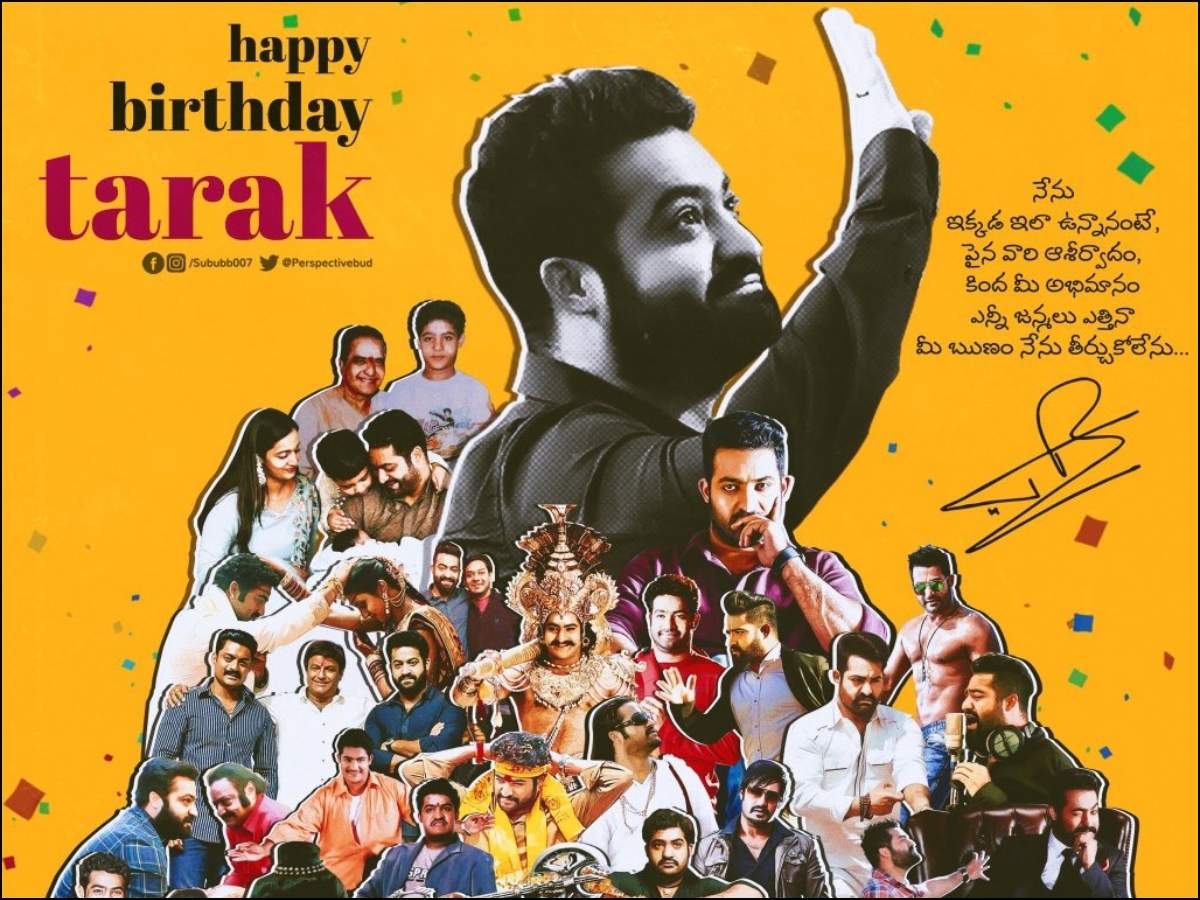 happy
birthday
tarak
/Sububb007 @Perspectivebud
నేను
ఇక్కడ ఇలా ఉన్నానంటే,
పైన వారి ఆశీర్వాదం,
కింద మీ అభిమానం
ఎన్నీ జన్మలు ఎత్తినా
మీ ఋణం నేను తీర్చుకోలేను...